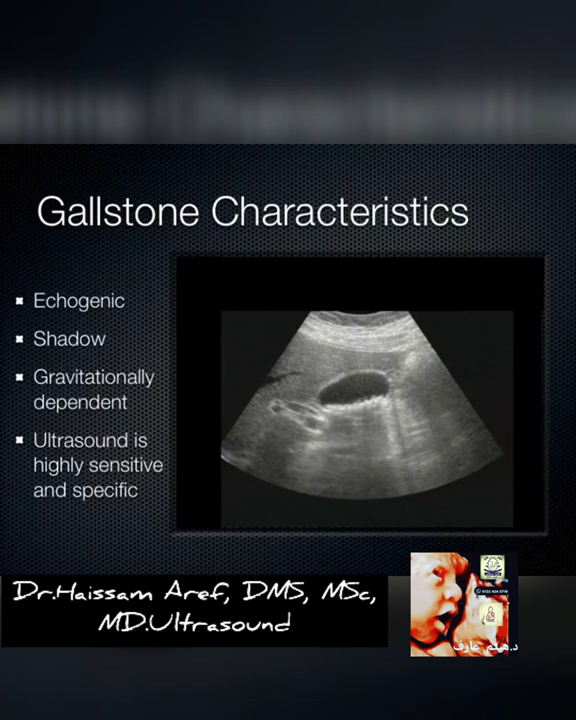 Gallstone Characteristics
Echogenic
Shadow
Gravitationally
dependent
Ultrasound is
highly sensitive
and specific
Dr.Haissam Aref, DMS, MSc,
MD.Ultrasound
د.هيثم عارف